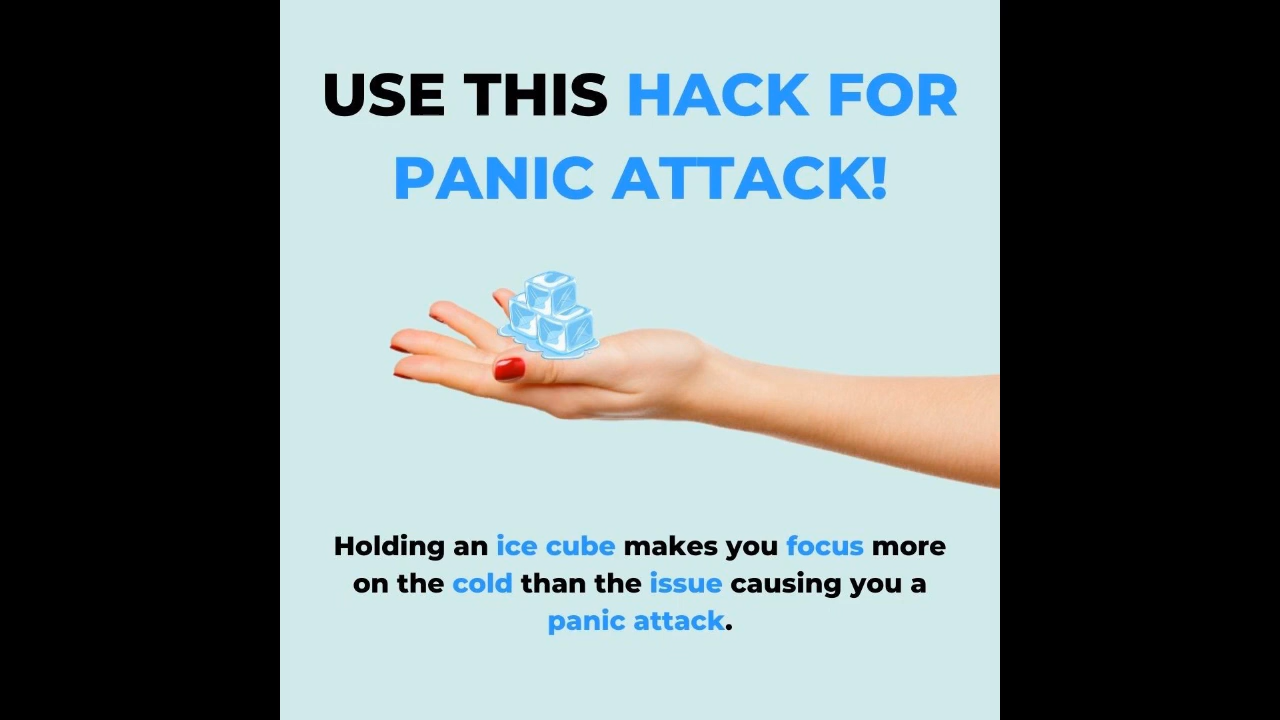 USE THIS HACK FOR
PANIC ATTACK!
Holding an ice cube makes you focus more
on the cold than the issue causing you a
panic attack.